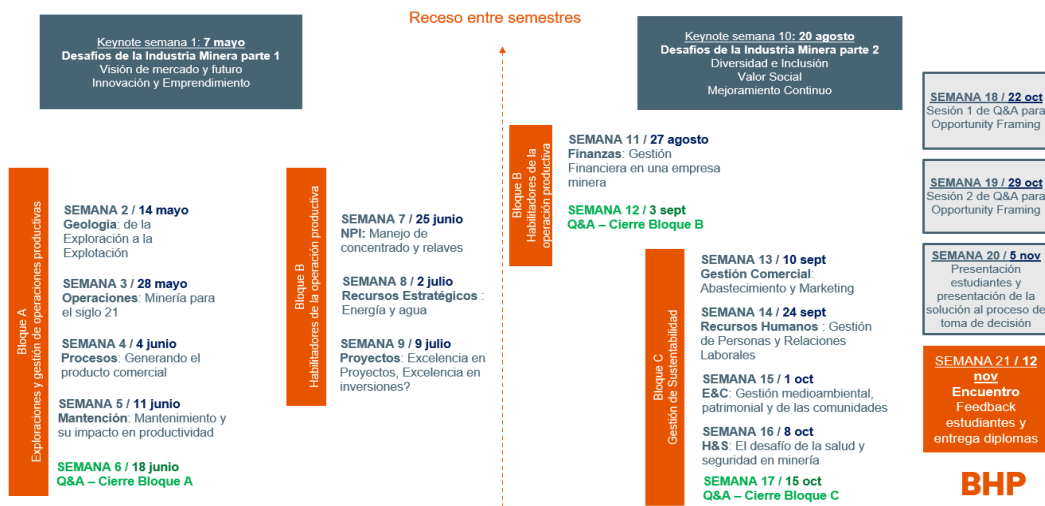 Receso entre semestres
Keynote semana 1: 7 mayo
Desafíos de la Industria Minera parte 1
Visión de mercado y futuro
Innovación y Emprendimiento
Bloque A
Exploraciones y gestión de operaciones productivas
SEMANA 2 / 14 mayo
Geologia: de la
Exploración a la
Explotación
SEMANA 3 / 28 mayo
Operaciones: Minería para
el siglo 21
SEMANA 4 / 4 junio
Procesos: Generando el
producto comercial
SEMANA 5 / 11 junio
Mantención: Mantenimiento y
su impacto en productividad
SEMANA 6 / 18 junio
Q&A – Cierre Bloque A
Bloque B
Habilitadores de la operación productiva
SEMANA 7 / 25 junio
NPI: Manejo de
concentrado y relaves
SEMANA 8 / 2 julio
Recursos Estratégicos :
Energía y agua
SEMANA 9 / 9 julio
Proyectos: Excelencia en
Proyectos, Excelencia en
inversiones?
Keynote semana 10: 20 agosto
Desafíos de la Industria Minera parte 2
Diversidad e Inclusión
Valor Social
Mejoramiento Continuo
Bloque B
Habilitadores de la
operación productiva
SEMANA 11 / 27 agosto
Finanzas: Gestión
Financiera en una empresa
minera
SEMANA 12 / 3 sept
Q&A – Cierre Bloque B
Bloque C
Gestión de Sustentabilidad
SEMANA 13 / 10 sept
Gestión Comercial:
Abastecimiento y Marketing
SEMANA 14 / 24 sept
Recursos Humanos : Gestión
de Personas y Relaciones
Laborales
SEMANA 15 / 1 oct
E&C: Gestión medioambiental,
patrimonial y de las comunidades
SEMANA 16 / 8 oct
H&S: El desafío de la salud y
seguridad en minería
SEMANA 17 / 15 oct
Q&A – Cierre Bloque C
SEMANA 18 / 22 oct
Sesión 1 de Q&A para
Opportunity Framing
SEMANA 19 / 29 oct
Sesión 2 de Q&A para
Opportunity Framing
SEMANA 20 / 5 nov
Presentación
estudiantes y
presentación de la
solución al proceso de
toma de decisión
SEMANA 21 / 12
nov
Encuentro
Feedback
estudiantes y
entrega diplomas
BHP